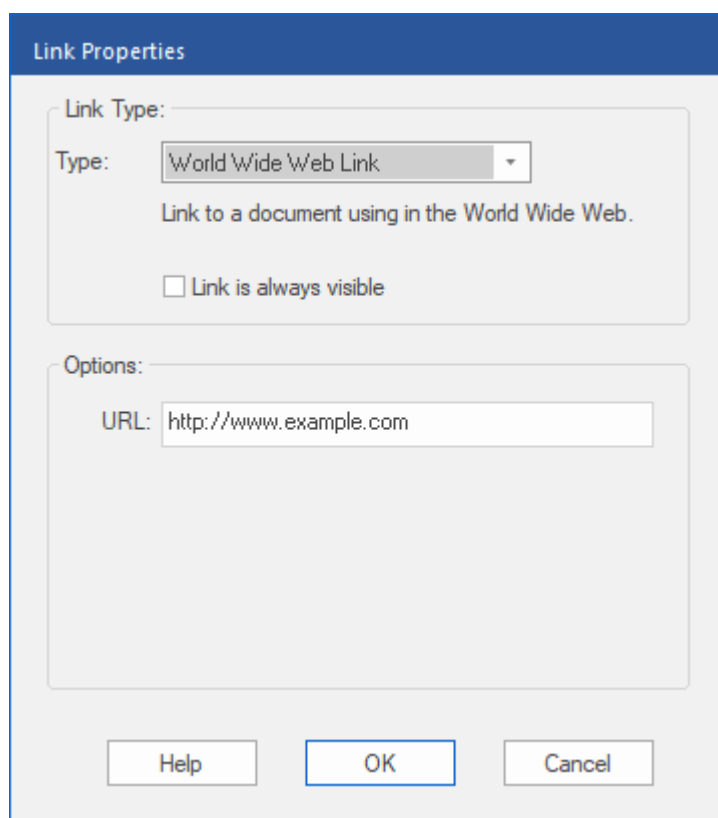 Link Properties
Link Type:
Type: World Wide Web Link
Link to a document using in the World Wide Web.
Link is always visible
Options:
URL: http://www.example.com
Help OK Cancel